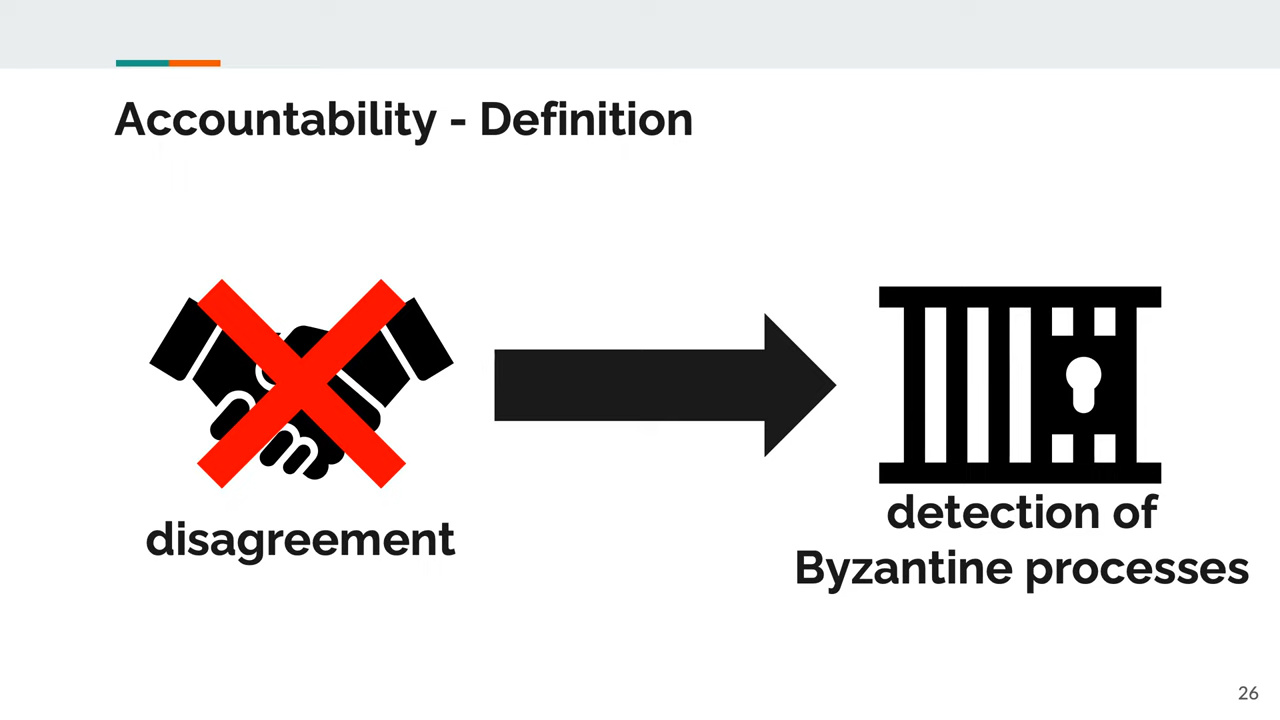 Accountability - Definition
disagreement
detection of
Byzantine processes
26